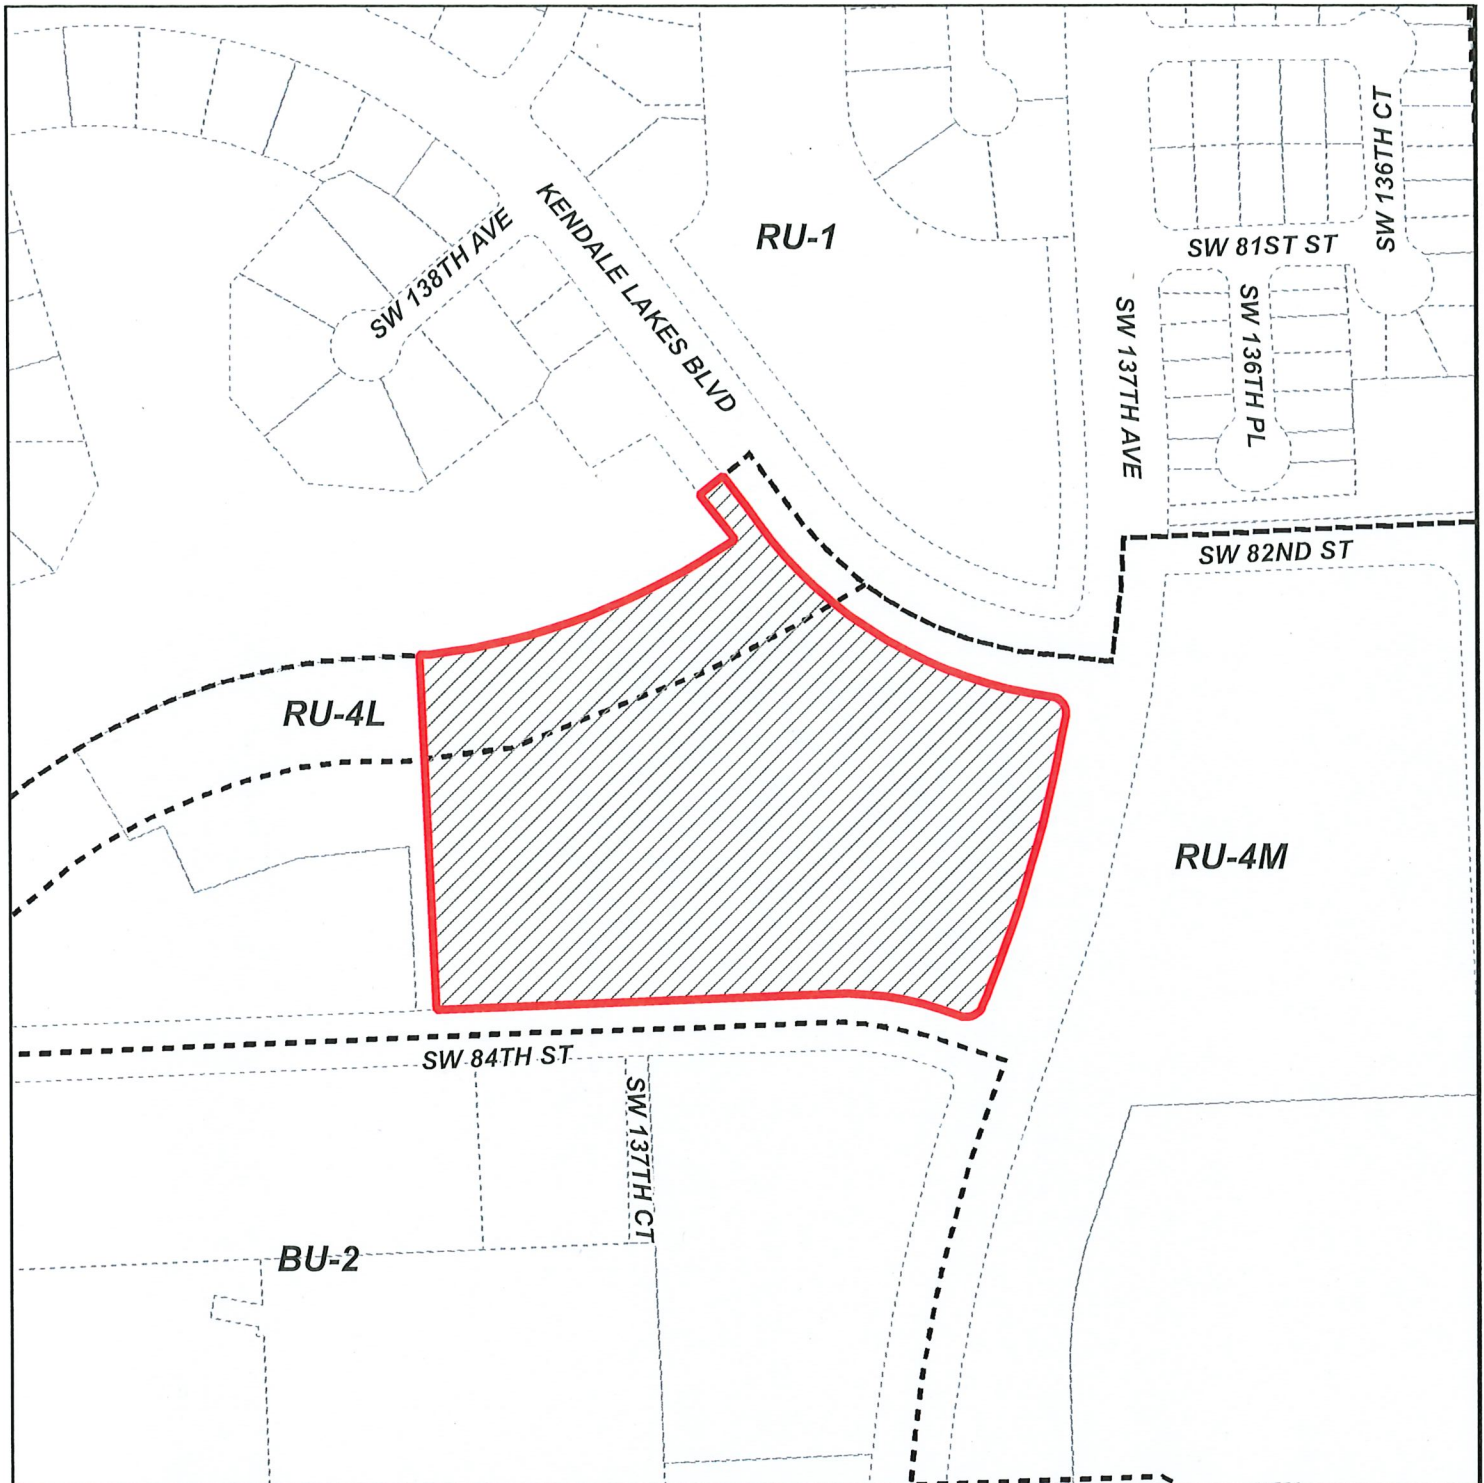 SW 136TH CT
KENDALE LAKES BLVD
SW 138TH AVE
RU-1
SW 81ST ST
SW 137TH AVE
SW 136TH PL
SW 82ND ST
RU-4L
RU-4M
SW 84TH ST
SW 137TH CT
BU-2